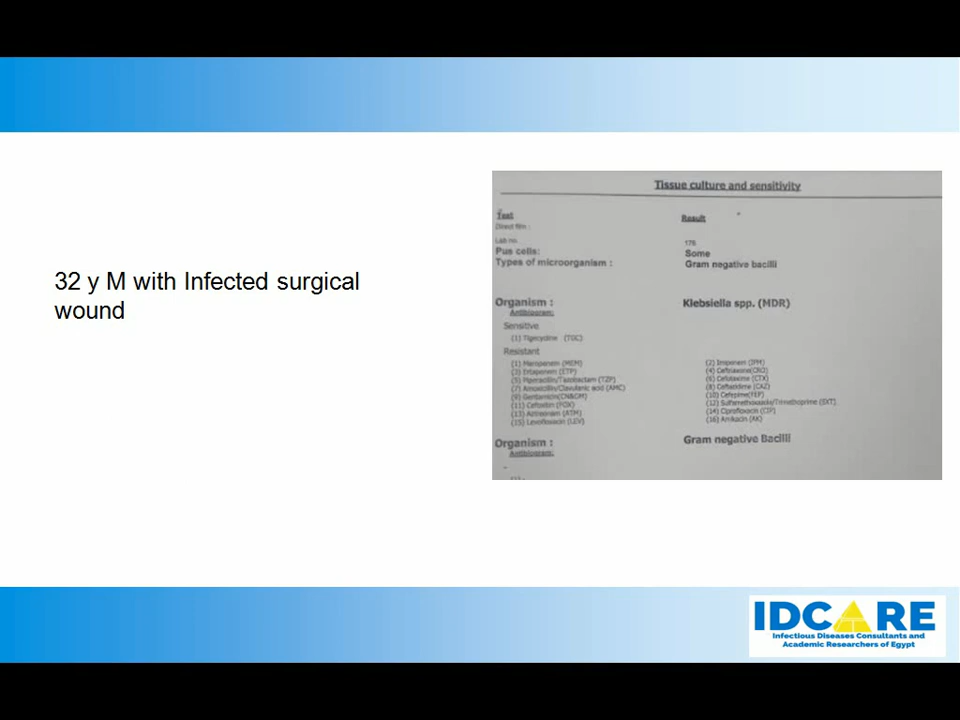 32 y M with Infected surgical
wound
Tissue culture and sensitivity
Test
Result
Direct film :
Lab no.
176
Pus cells:
Some
Types of microorganism :
Gram negative bacilli
Organism :
Klebsiella spp. (MDR)
Antibiogram:
Sensitive
(1) Tigecycline (TGC)
Resistant
(1) Meropenem (MEM)
(2) Imipenem (IPM)
(3) Ertapenem (ETP)
(4) Ceftriaxone(CRO)
(5) Piperacillin/Tazobactam (TZP)
(6) Cefotaxime (CTX)
(7) Amoxicillin/Clavulenic acid (AMC)
(8) Ceftazidime (CAZ)
(9) Gentamicin(CN&GM)
(10) Cefepime(FEP)
(11) Cefoxitin (FOX)
(12) Sulfamethoxazole/Trimethoprime (SXT)
(13) Aztreonam (ATM)
(14) Ciprofloxacin (CIP)
(15) Levofloxacin (LEV)
(16) Amikacin (AK)
Organism :
Gram negative Bacilli
Antibiogram:
IDCARE
Infectious Diseases Consultants and
Academic Researchers of Egypt